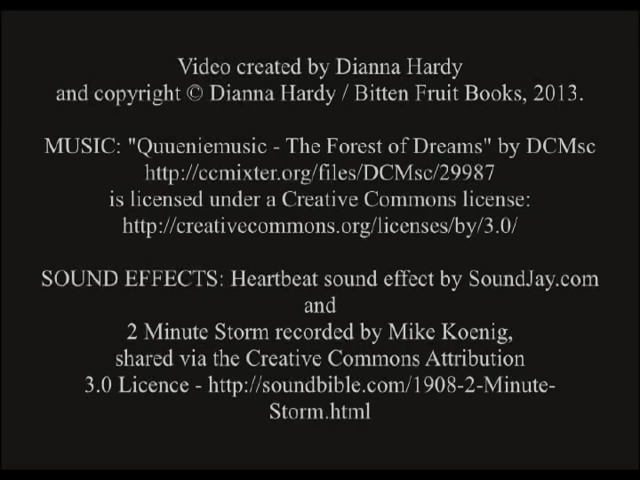 Video created by Dianna Hardy
and copyright © Dianna Hardy / Bitten Fruit Books, 2013.
MUSIC: "Quueniemusic - The Forest of Dreams" by DCMsc
http://ccmixter.org/files/DCMsc/29987
is licensed under a Creative Commons license:
http://creativecommons.org/licenses/by/3.0/
SOUND EFFECTS: Heartbeat sound effect by SoundJay.com
and
2 Minute Storm recorded by Mike Koenig,
shared via the Creative Commons Attribution
3.0 Licence - http://soundbible.com/1908-2-Minute-
Storm.html